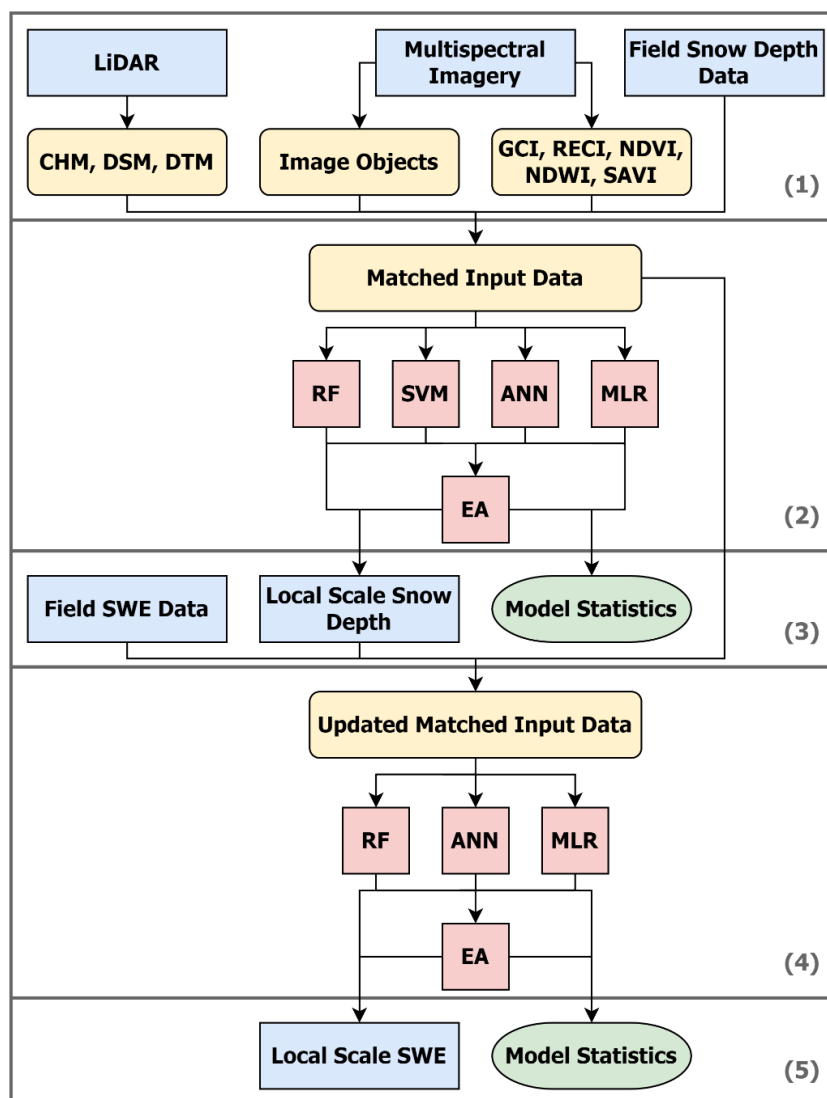 LiDAR
Multispectral
Imagery
Field Snow Depth
Data
CHM, DSM, DTM
Image Objects
GCI, RECI, NDVI,
NDWI, SAVI
(1)
Matched Input Data
RF
SVM
ANN
MLR
EA
(2)
Field SWE Data
Local Scale Snow
Depth
Model Statistics
(3)
Updated Matched Input Data
RF
ANN
MLR
EA
(4)
Local Scale SWE
Model Statistics
(5)